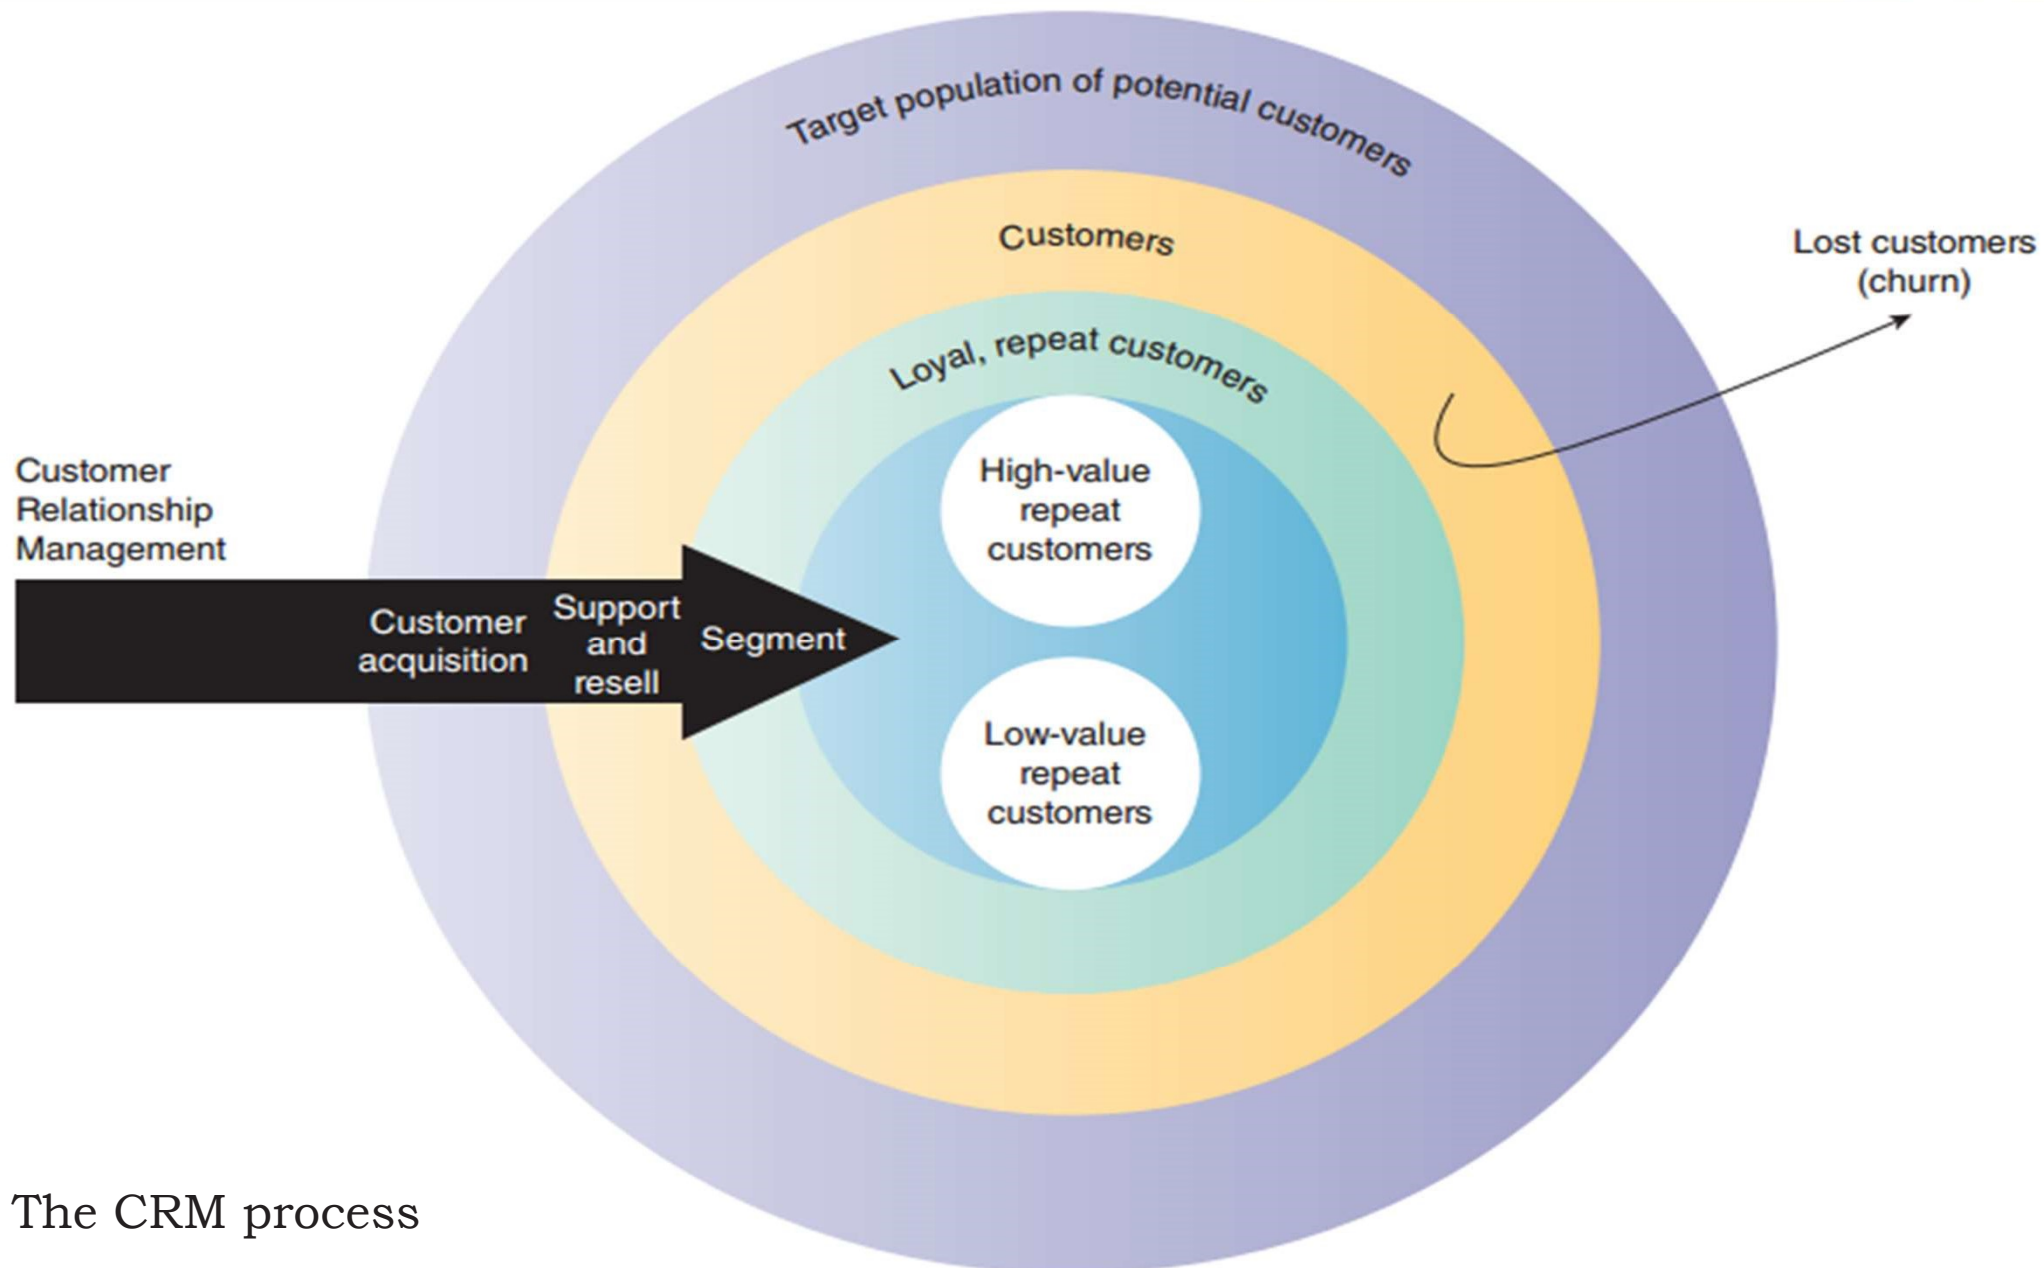 Target population of potential customers
Customers
Loyal, repeat customers
Lost customers
(churn)
High-value
repeat
customers
Customer
Relationship
Management
Customer
acquisition
Support
and
resell
Segment
Low-value
repeat
customers
The CRM process